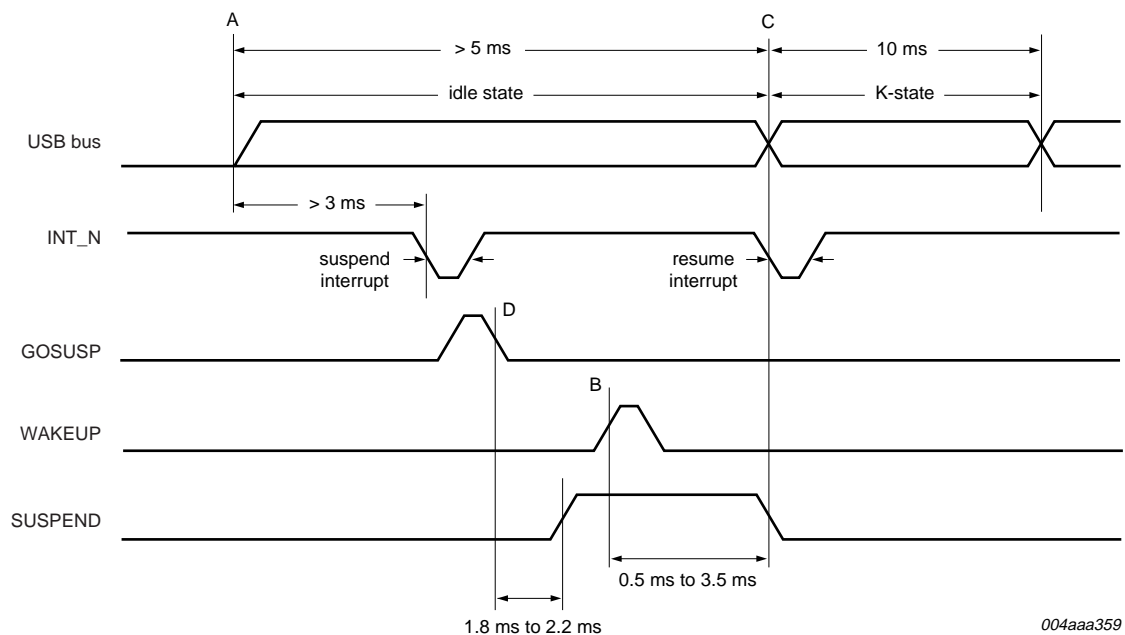 A
C
> 5 ms
10 ms
idle state
K-state
USB bus
> 3 ms
INT_N
suspend
interrupt
resume
interrupt
D
GOSUSP
B
WAKEUP
SUSPEND
0.5 ms to 3.5 ms
1.8 ms to 2.2 ms
004aaa359